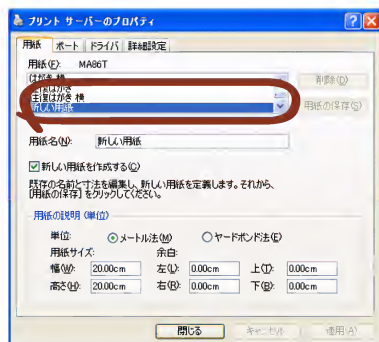 プリント サーバーのプロパティ
用紙 ポート ドライバ 詳細設定
用紙(F): MA86T
はがき 横
往復はがき
往復はがき 横
新しい用紙
削除(D)
用紙の保存(S)
用紙名(N): 新しい用紙
新しい用紙を作成する(C)
既存の名前と寸法を編集し、新しい用紙を定義します。それから、
[用紙の保存] をクリックしてください。
用紙の説明 (単位)
単位: メートル法(M) ヤードポンド法(E)
用紙サイズ: 余白:
幅(W): 20.00cm 左(L): 0.00cm 上(T): 0.00cm
高さ(H): 20.00cm 右(R): 0.00cm 下(B): 0.00cm
閉じる キャンセル 適用(A)